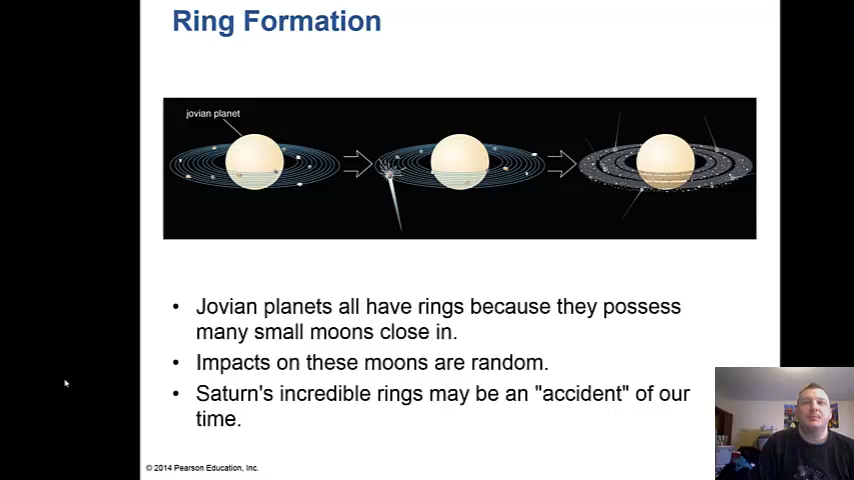 Ring Formation
jovian planet
• Jovian planets all have rings because they possess
many small moons close in.
• Impacts on these moons are random.
• Saturn's incredible rings may be an "accident" of our
time.
© 2014 Pearson Education, Inc.